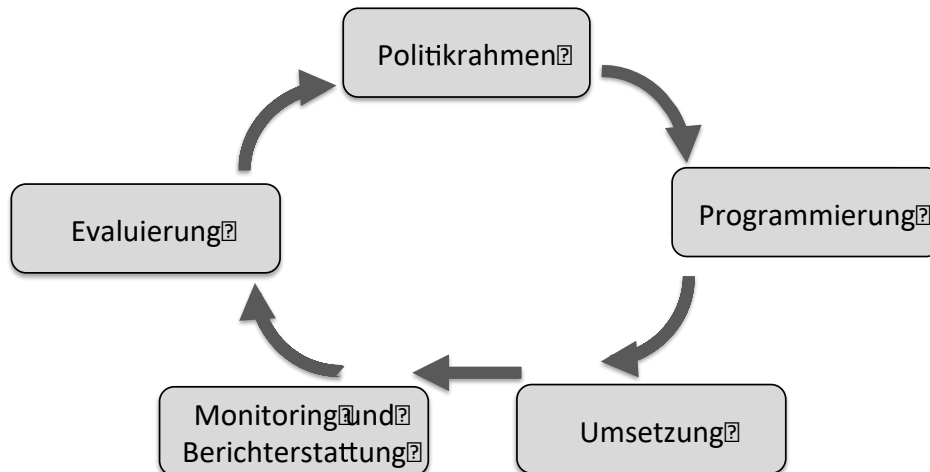 Politikrahmen⍰
Programmierung⍰
Umsetzung⍰
Monitoring⍰und⍰
Berichterstattung⍰
Evaluierung⍰